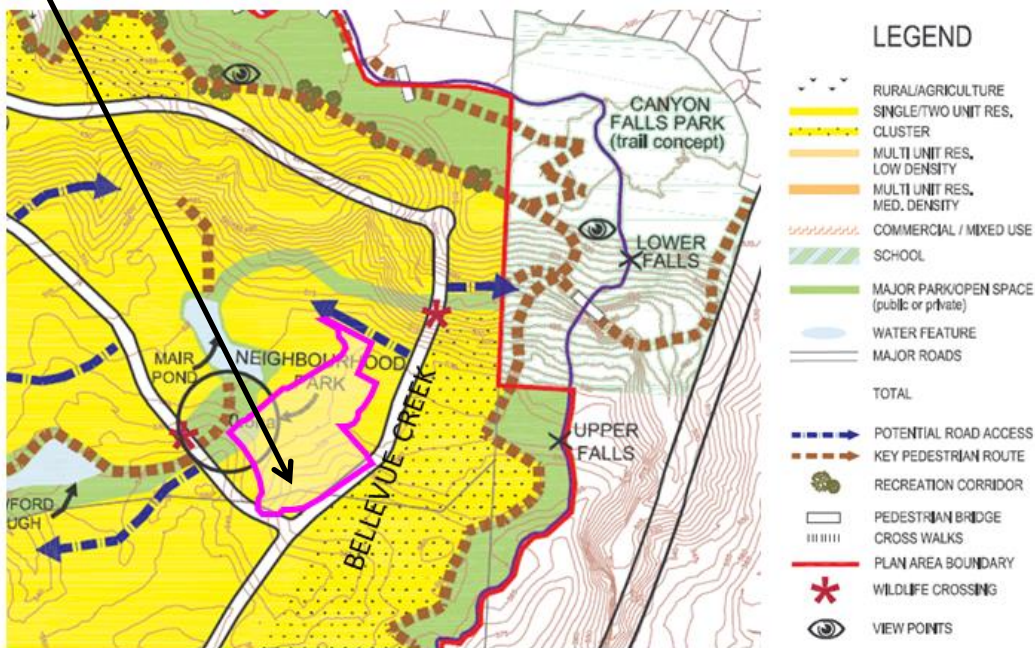 CANYON
FALLS PARK
(trail concept)
LOWER
FALLS
MAIR
POND
NEIGHBOURHOOD
PARK
BELLEVUE CREEK
UPPER
FALLS
LEGEND
RURAL/AGRICULTURE
SINGLE/TWO UNIT RES.
CLUSTER
MULTI UNIT RES.
LOW DENSITY
MULTI UNIT RES.
MED. DENSITY
COMMERCIAL / MIXED USE
SCHOOL
MAJOR PARK/OPEN SPACE
(public or private)
WATER FEATURE
MAJOR ROADS
TOTAL
POTENTIAL ROAD ACCESS
KEY PEDESTRIAN ROUTE
RECREATION CORRIDOR
PEDESTRIAN BRIDGE
CROSS WALKS
PLAN AREA BOUNDARY
WILDLIFE CROSSING
VIEW POINTS